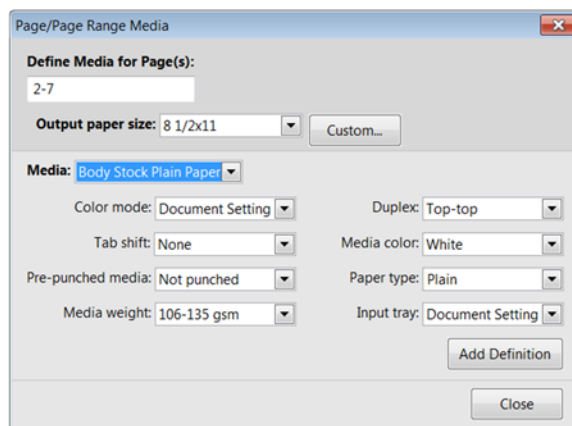 Page/Page Range Media
Define Media for Page(s):
2-7
Output paper size: 8 1/2x11 Custom...
Media: Body Stock Plain Paper
Color mode: Document Setting Duplex: Top-top
Tab shift: None Media color: White
Pre-punched media: Not punched Paper type: Plain
Media weight: 106-135 gsm Input tray: Document Setting
Add Definition
Close